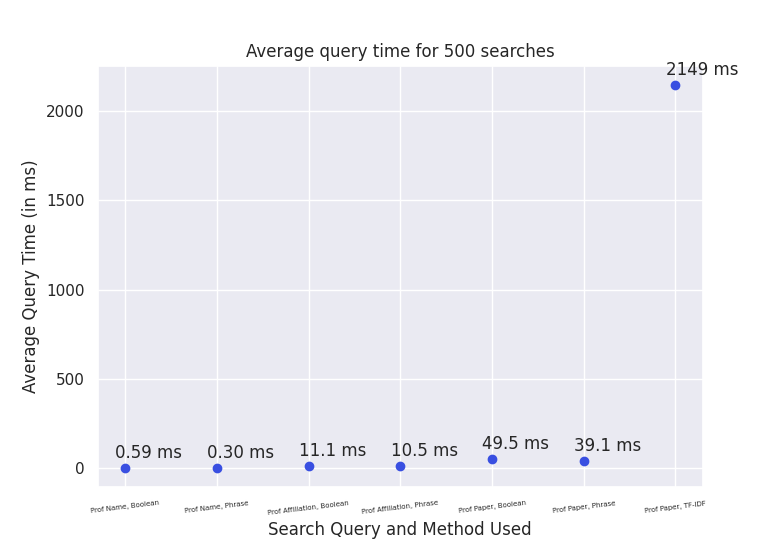 Average query time for 500 searches
2149 ms
2000
1500
1000
500
0
Average Query Time (in ms)
0.59 ms
0.30 ms
11.1 ms
10.5 ms
49.5 ms
39.1 ms
Prof Name, Boolean
Prof Name, Phrase
Prof Affiliation, Boolean
Prof Affiliation, Phrase
Prof Paper, Boolean
Prof Paper, Phrase
Prof Paper, TF-IDF
Search Query and Method Used